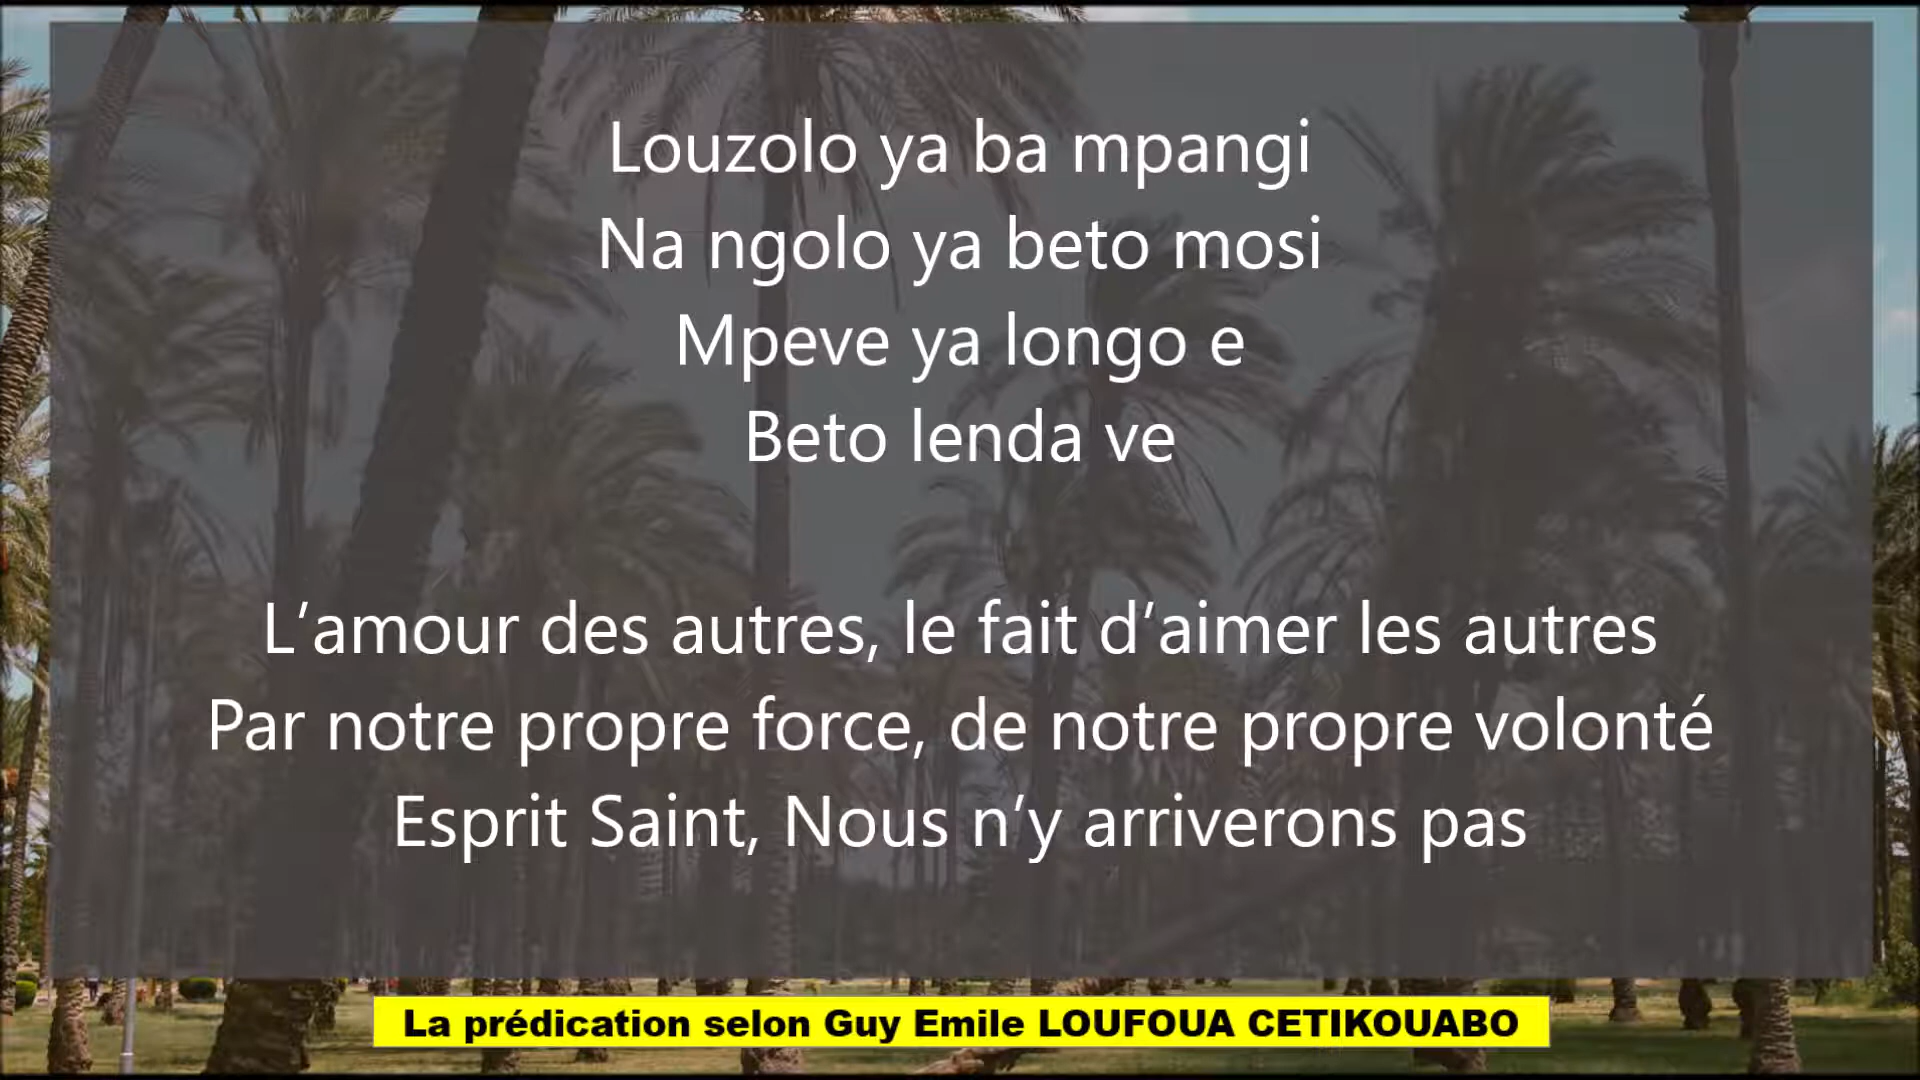 Louzolo ya ba mpangi
Na ngolo ya beto mosi
Mpeve ya longo e
Beto lenda ve
L’amour des autres, le fait d’aimer les autres
Par notre propre force, de notre propre volonté
Esprit Saint, Nous n’y arriverons pas
La prédication selon Guy Emile LOUFOUA CETIKOUABO